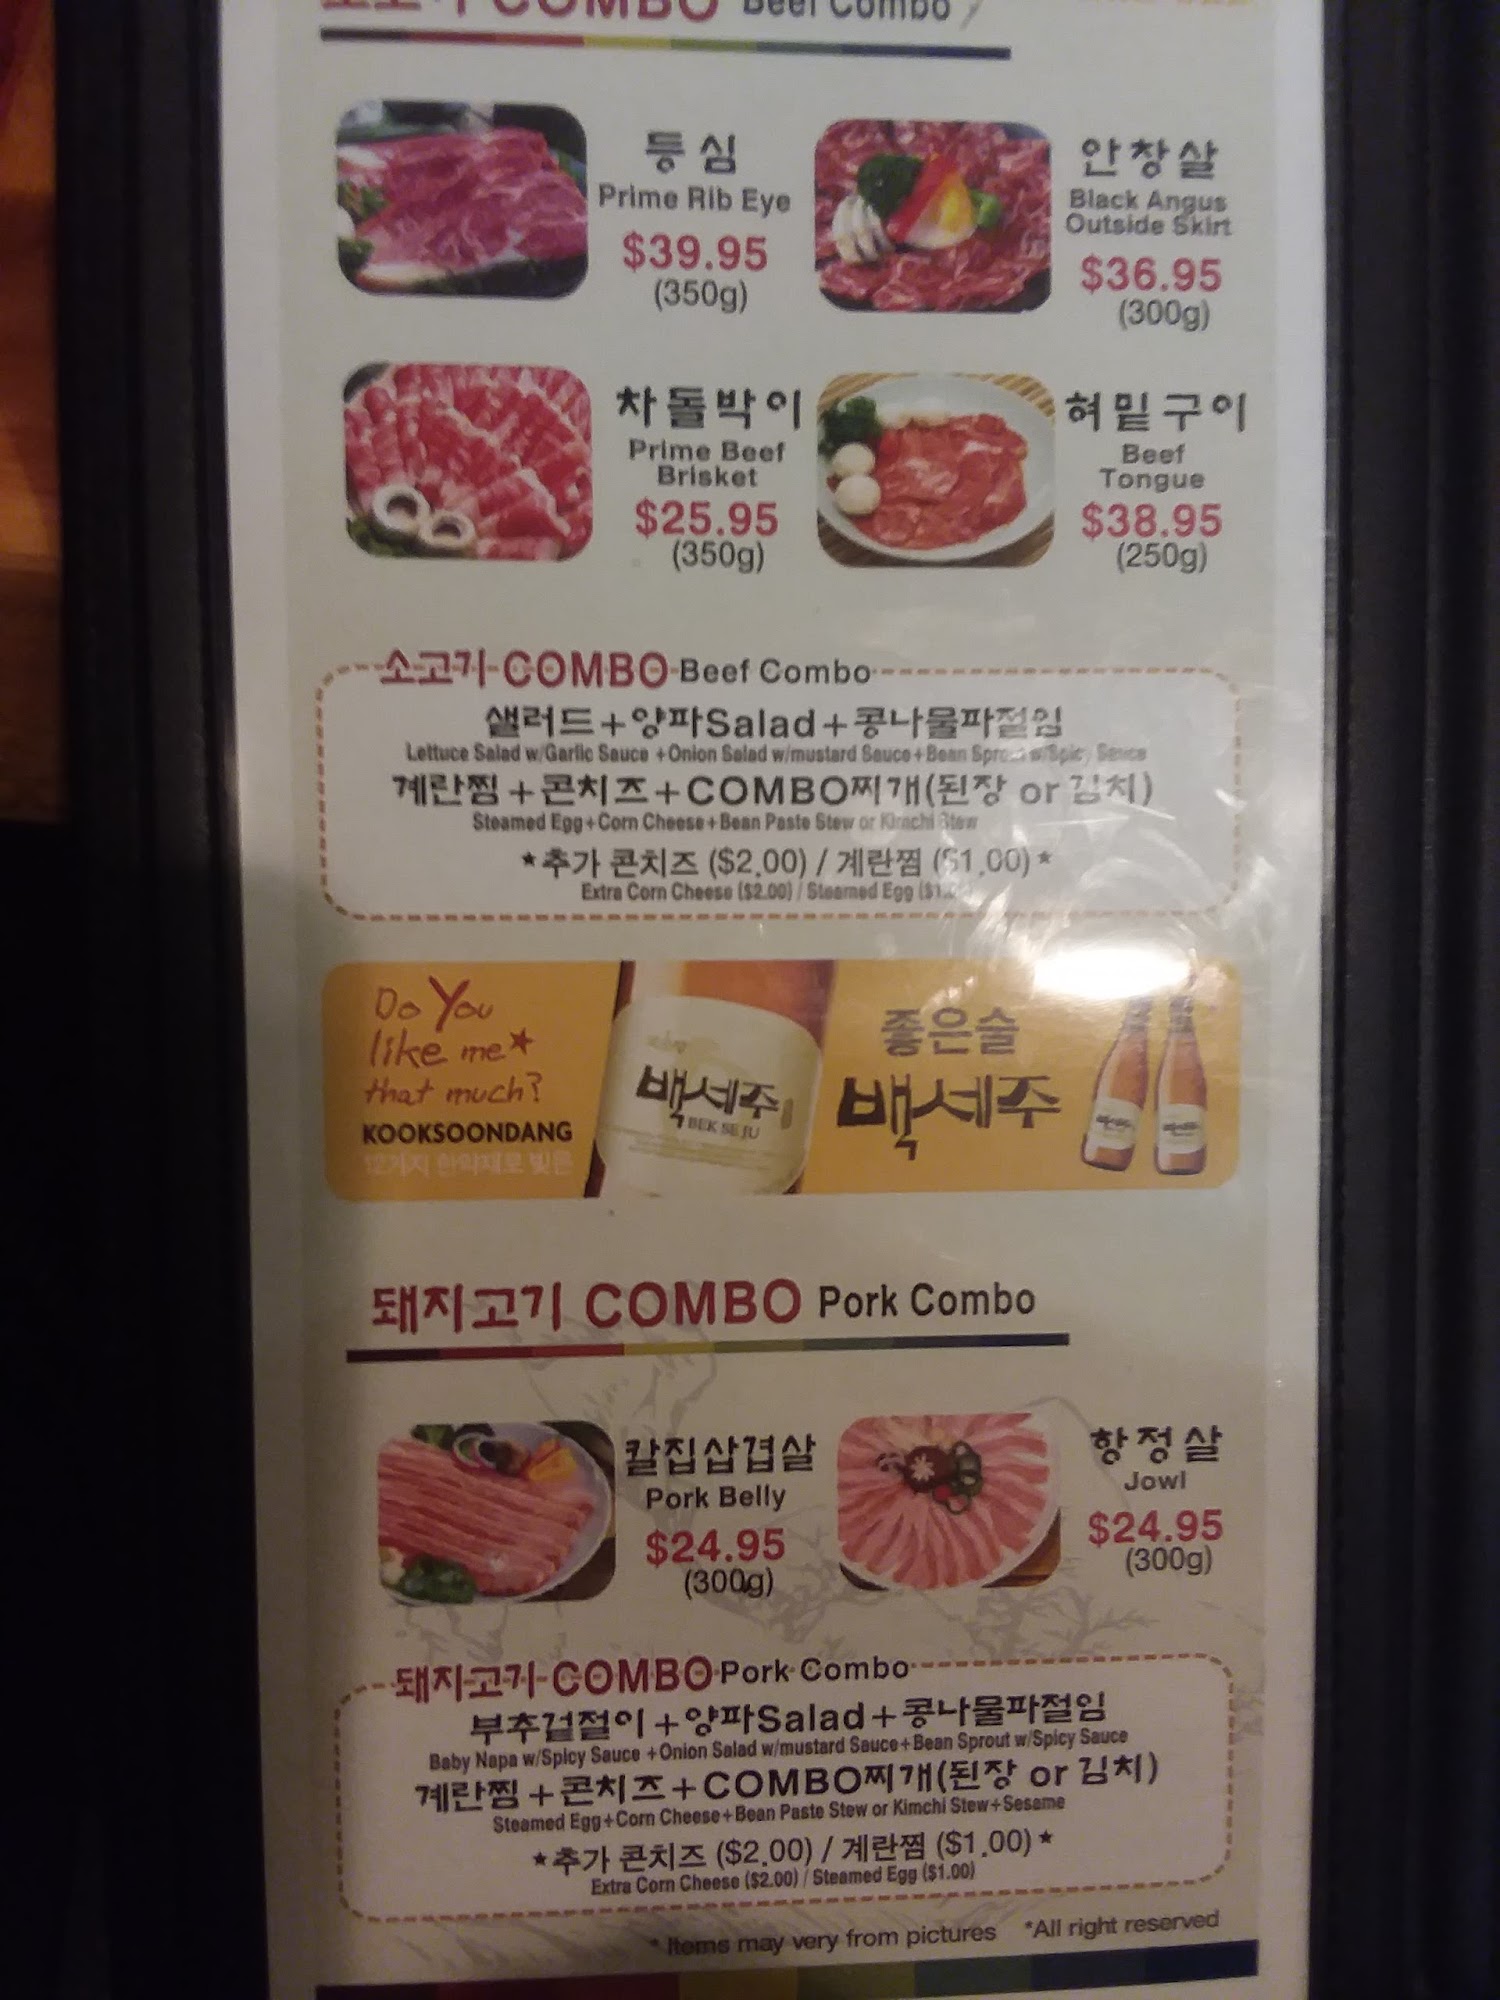 COMBO Beef Combo
등심
Prime Rib Eye
$39.95
(350g)
안창살
Black Angus
Outside Skirt
$36.95
(300g)
차돌박이
Prime Beef
Brisket
$25.95
(350g)
혀밑구이
Beef
Tongue
$38.95
(250g)
소고기 COMBO Beef Combo
샐러드+양파Salad+콩나물파절임
Lettuce Salad w/Garlic Sauce +Onion Salad w/mustard Sauce+Bean Sprout w/Spicy Sauce
계란찜+콘치즈+COMBO찌개(된장 or 김치)
Steamed Egg+Corn Cheese+Bean Paste Stew or Kimchi Stew
*추가 콘치즈 ($2.00) / 계란찜 ($1.00)*
Extra Corn Cheese ($2.00) / Steamed Egg
Do You
like me*
that much?
KOOKSOONDANG
12가지 한약재로 빚은
백세주
BEK SE JU
좋은술
백세주
돼지고기 COMBO Pork Combo
칼집삼겹살
Pork Belly
$24.95
(300g)
항정살
Jowl
$24.95
(300g)
돼지고기 COMBO Pork Combo
부추겉절이+양파Salad+콩나물파절임
Baby Napa w/Spicy Sauce +Onion Salad w/mustard Sauce+Bean Sprout w/Spicy Sauce
계란찜+콘치즈+COMBO찌개(된장 or 김치)
Steamed Egg+Corn Cheese+Bean Paste Stew or Kimchi Stew+Sesame
*추가 콘치즈 ($2.00) / 계란찜 ($1.00)*
Extra Corn Cheese ($2.00) / Steamed Egg ($1.00)
* Items may very from pictures *All right reserved